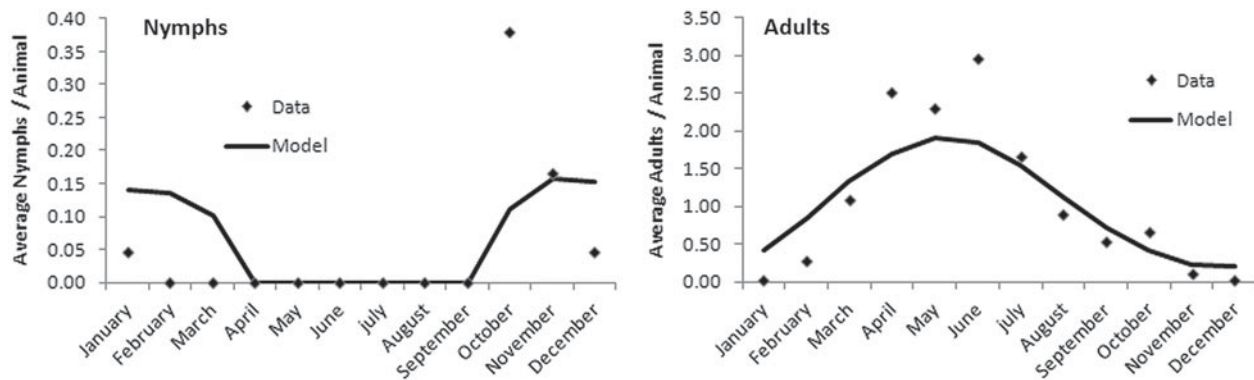 Nymphs
Average Nymphs / Animal
0.40
0.35
0.30
0.25
0.20
0.15
0.10
0.05
0.00
Data
Model
January
February
March
April
May
June
july
August
September
October
November
December
Adults
Average Adults / Animal
3.50
3.00
2.50
2.00
1.50
1.00
0.50
0.00
Data
Model
January
February
March
April
May
June
july
August
September
October
November
December